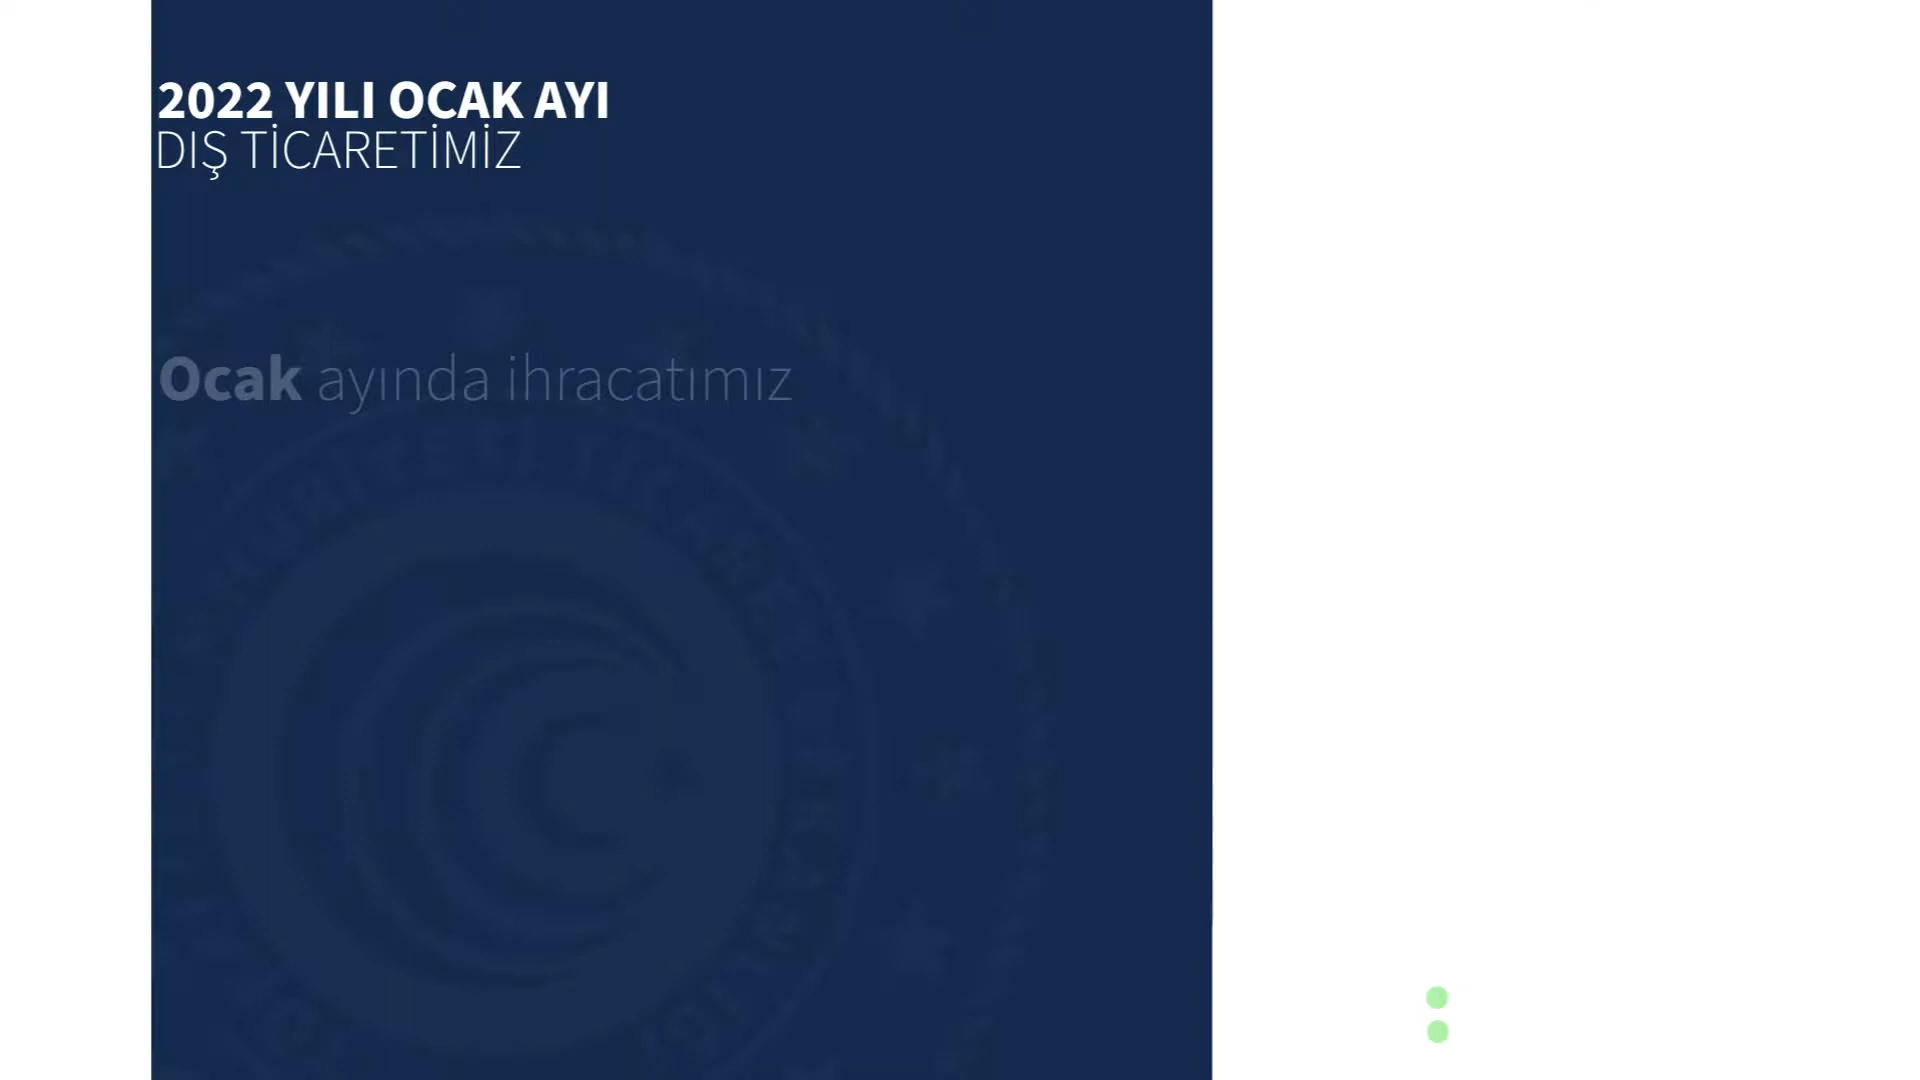 2022 YILI OCAK AYI
DIŞ TİCARETİMİZ
Ocak ayında ihracatımız